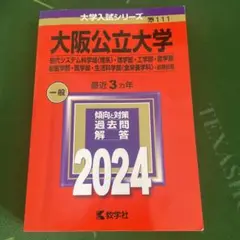 大学入試シリーズ
111
大阪公立大学
現代システム科学域〈理系〉・理学部・工学部・農学部
獣医学部・医学部・生活科学部〈食栄養学科〉-前期日程
一般
最近3カ年
傾向と対策
過去問
解答
2024
教学社